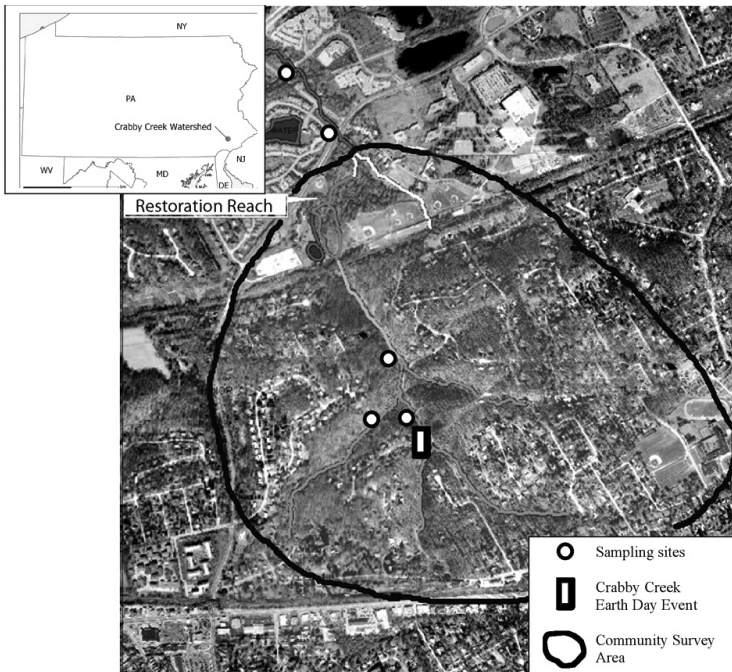 NY
PA
Crabby Creek Watershed
WV
MD
NJ
DE
WATER
Restoration Reach
Sampling sites
Crabby Creek
Earth Day Event
Community Survey
Area